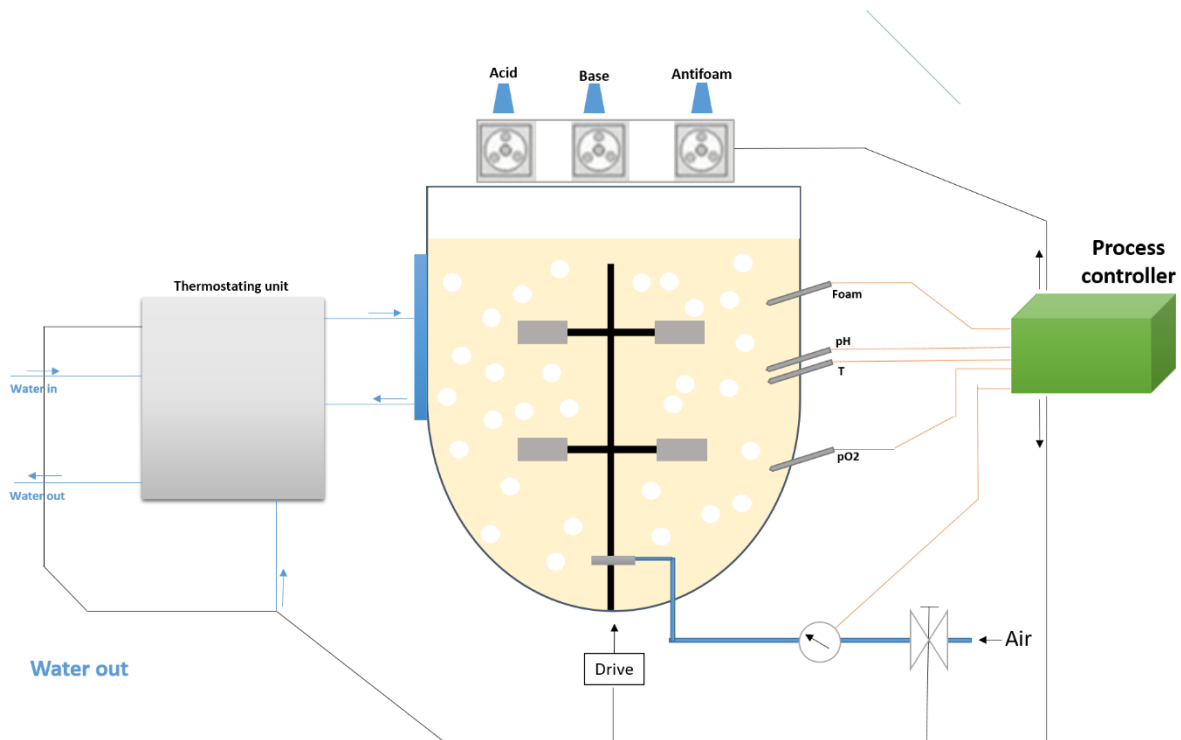 Acid
Base
Antifoam
Process
controller
Thermostating unit
Foam
pH
T
Water in
pO2
Water out
Air
Drive
Water out